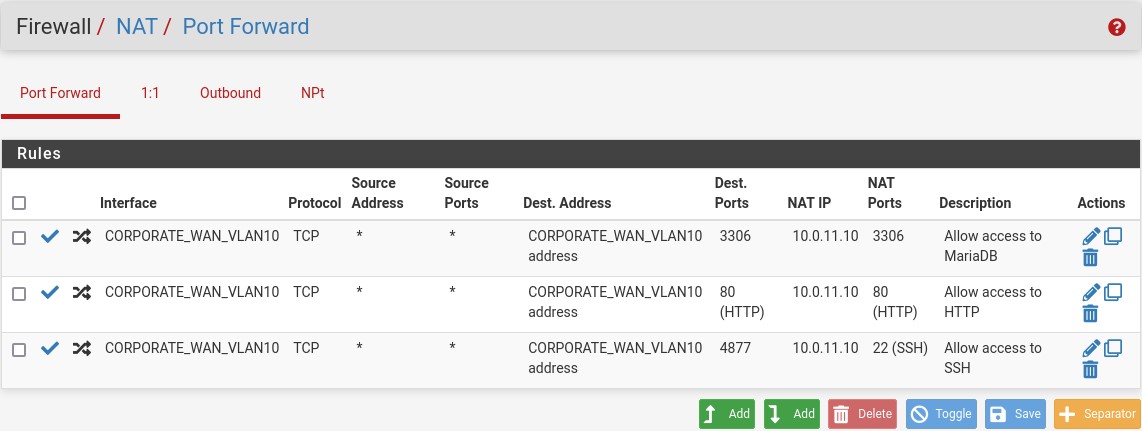 Firewall / NAT / Port Forward
Port Forward 1:1 Outbound NPt
Rules
Interface Protocol Source Address Source Ports Dest. Address Dest. Ports NAT IP NAT Ports Description Actions
CORPORATE_WAN_VLAN10 TCP * * CORPORATE_WAN_VLAN10 address 3306 10.0.11.10 3306 Allow access to MariaDB
CORPORATE_WAN_VLAN10 TCP * * CORPORATE_WAN_VLAN10 address 80 (HTTP) 10.0.11.10 80 (HTTP) Allow access to HTTP
CORPORATE_WAN_VLAN10 TCP * * CORPORATE_WAN_VLAN10 address 4877 10.0.11.10 22 (SSH) Allow access to SSH
Add Add Delete Toggle Save Separator